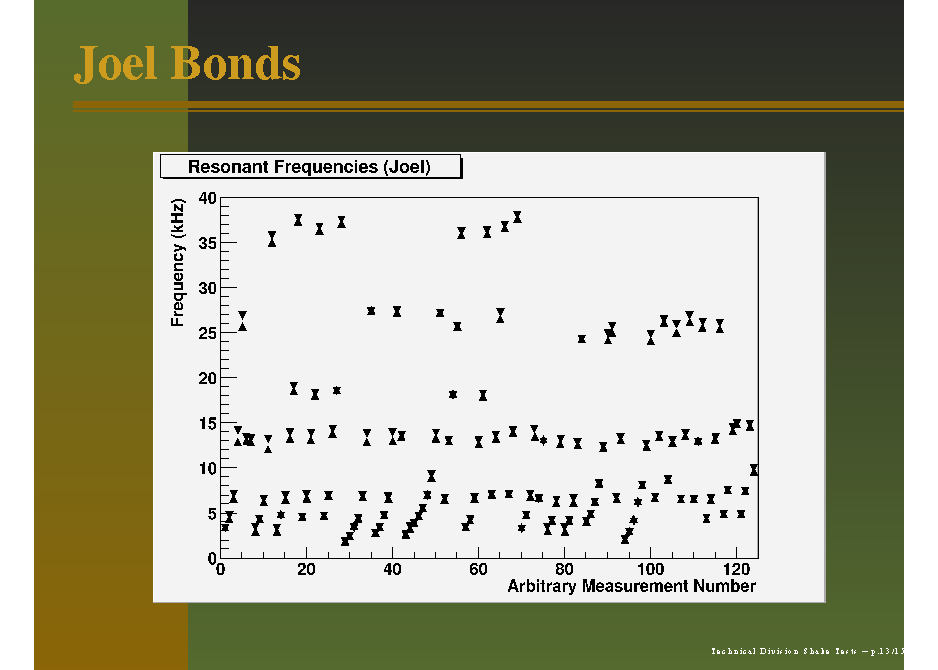 Joel Bonds
Resonant Frequencies (Joel)
Frequency (kHz)
40
35
30
25
20
15
10
5
0
0 20 40 60 80 100 120
Arbitrary Measurement Number
Technical Division Shake Tests – p.13/15